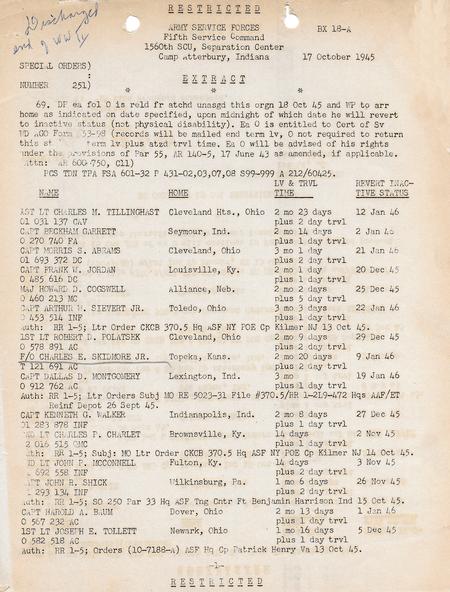 RESTRICTED
Discharged
end of WW II
ARMY SERVICE FORCES BX 18-A
Fifth Service Command
1560th SCU, Separation Center
Camp Atterbury, Indiana 17 October 1945
SPECIAL ORDERS)
:
NUMBER 251)
EXTRACT
* * *
69. DP ea fol O is reld fr atchd unasgd this orgn 18 Oct 45 and WP to arr
home as indicated on date specified, upon midnight of which date he will revert
to inactive status (not physical disability). Ea O is entitled to Cert of Sv
WD AGO Form 53-98 (records will be mailed end term lv, O not required to return
this st term lv plus atzd trvl time. Ea O will be advised of his rights
under the provisions of Par 55, AR 140-5, 17 June 43 as amended, if applicable.
(Auth: AR 600-750, C11)
PCS TDN TPA FSA 601-32 P 431-02,03,07,08 S99-999 A 212/60425.
LV & TRVL REVERT INAC-
NAME HOME TIME TIVE STATUS
1ST LT CHARLES M. TILLINGHAST Cleveland Hts., Ohio 2 mo 23 days 12 Jan 46
01 031 137 CAV plus 2 day trvl
CAPT BECKHAM GARRETT Seymour, Ind. 2 mo 14 days 2 Jan 46
0 270 740 FA plus 1 day trvl
CAPT MORRIS S. ABRAMS Cleveland, Ohio 3 mo 1 day 21 Jan 46
01 693 372 DC plus 2 day trvl
CAPT FRANK W. JORDAN Louisville, Ky. 2 mo 1 day 20 Dec 45
0 485 616 DC plus 1 day trvl
MAJ HOWARD D. COGSWELL Alliance, Neb. 2 mo 2 days 25 Dec 45
0 460 213 MC plus 5 day trvl
CAPT ARTHUR H. SIEVERT JR. Toledo, Ohio 3 mo 3 days 22 Jan 46
0 453 514 INF plus 1 day trvl
Auth: RR 1-5; Ltr Order CKCB 370.5 Hq ASF NY POE Cp Kilmer NJ 13 Oct 45.
1ST LT ROBERT D. POLATSEK Cleveland, Ohio 2 mo 9 days 29 Dec 45
0 578 891 AC plus 2 day trvl
F/O CHARLES E. SKIDMORE JR. Topeka, Kans. 2 mo 20 days 9 Jan 46
T 121 691 AC plus 2 day trvl
CAPT DALLAS D. MONTGOMERY Lexington, Ind. 3 mo 19 Jan 46
0 912 762 AC plus 1 day trvl
Auth: RR 1-5; Ltr Orders Subj MO RE 5023-31 File #370.5/RR 1-2L9-472 Hqs AAF/ET
Reinf Depot 26 Sept 45.
CAPT KENNETH G. WALKER Indianapolis, Ind. 2 mo 8 days 27 Dec 45
01 283 878 INF plus 1 day trvl
2ND LT CHARLES P. CHARLET Brownsville, Ky. 14 days 2 Nov 45
2 016 515 QMC plus 1 day trvl
Auth: RR 1-5; Subj: MO Ltr Order CKCB 370.5 Hq ASF NY POE Cp Kilmer NJ 14 Oct 45.
2ND LT JOHN P. MCCONNELL Fulton, Ky. 14 days 3 Nov 45
692 558 INF plus 2 day trvl
JOHN R. SHICK Wilkinsburg, Pa. 1 mo 6 days 26 Nov 45
1 293 134 INF plus 2 day trvl
Auth: RR 1-5; SO 250 Par 33 Hq ASF Tng Cntr Ft Benjamin Harrison Ind 15 Oct 45.
CAPT HAROLD A. BAUM Dover, Ohio 2 mo 13 days 1 Jan 46
0 567 232 AC plus 1 day trvl
1ST LT JOSEPH E. TOLLETT Newark, Ohio 1 mo 16 days 5 Dec 45
0 582 518 AC plus 2 day trvl
Auth: RR 1-5; Orders (10-7188-A) ASF Hq Cp Patrick Henry Va 13 Oct 45.
-1-
RESTRICTED